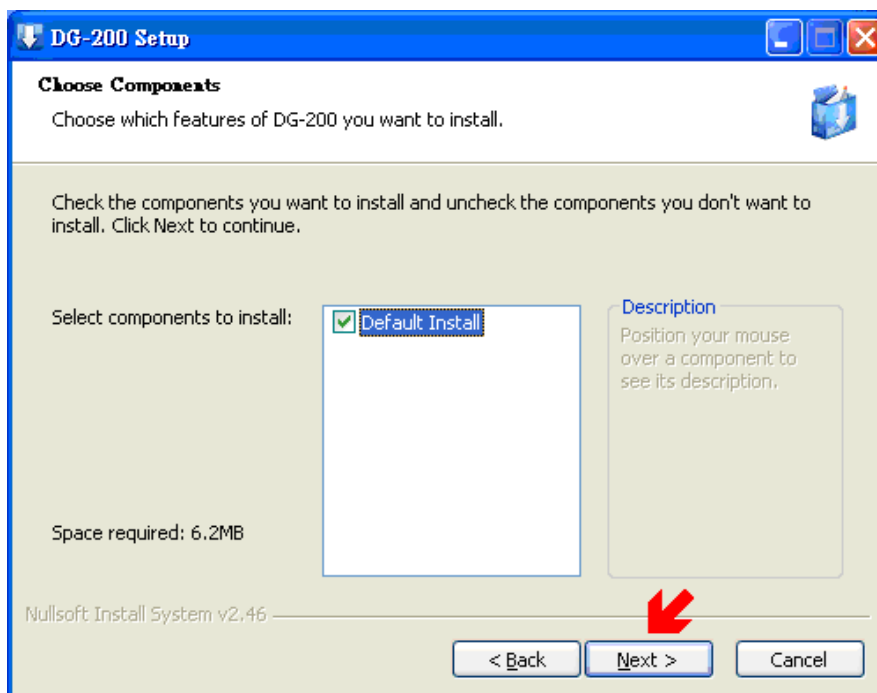 DG-200 Setup
Choose Components
Choose which features of DG-200 you want to install.
Check the components you want to install and uncheck the components you don't want to
install. Click Next to continue.
Select components to install:
Default Install
Description
Position your mouse
over a component to
see its description.
Space required: 6.2MB
Nullsoft Install System v2.46
< Back
Next >
Cancel